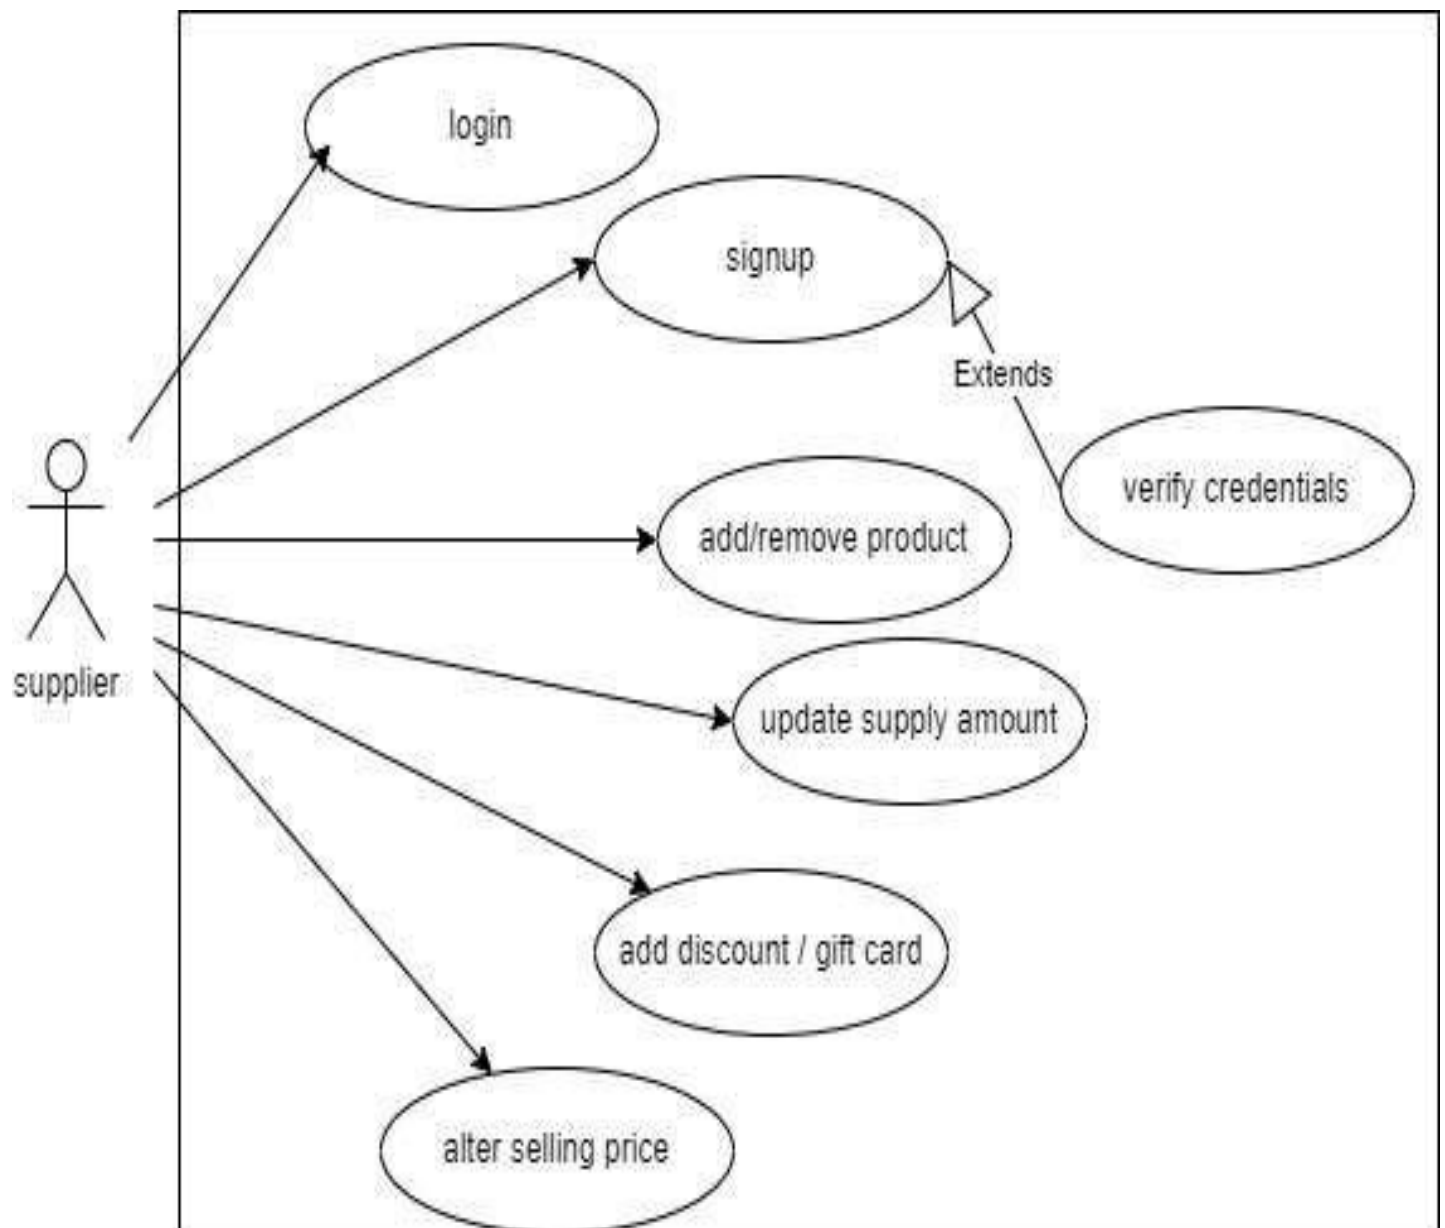 login
signup
Extends
verify credentials
add/remove product
supplier
update supply amount
add discount / gift card
alter selling price